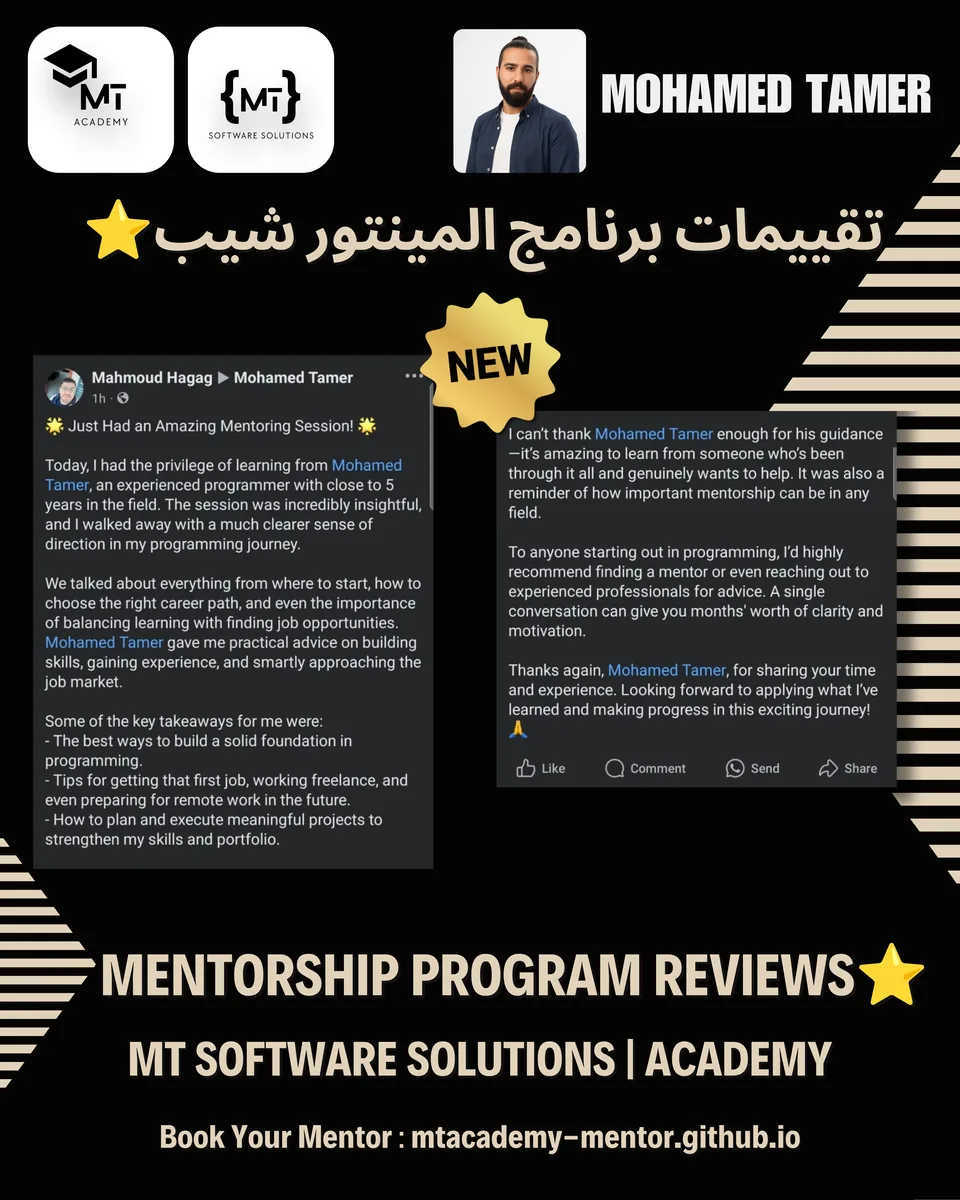 MT
ACADEMY
{MT}
SOFTWARE SOLUTIONS
MOHAMED TAMER
تقييمات برنامج المينتور شيب⭐
NEW
Mahmoud Hagag ▶ Mohamed Tamer
1h ·
🌟 Just Had an Amazing Mentoring Session! 🌟
Today, I had the privilege of learning from Mohamed
Tamer, an experienced programmer with close to 5
years in the field. The session was incredibly insightful,
and I walked away with a much clearer sense of
direction in my programming journey.
We talked about everything from where to start, how to
choose the right career path, and even the importance
of balancing learning with finding job opportunities.
Mohamed Tamer gave me practical advice on building
skills, gaining experience, and smartly approaching the
job market.
Some of the key takeaways for me were:
- The best ways to build a solid foundation in
programming.
- Tips for getting that first job, working freelance, and
even preparing for remote work in the future.
- How to plan and execute meaningful projects to
strengthen my skills and portfolio.
I can't thank Mohamed Tamer enough for his guidance
—it's amazing to learn from someone who's been
through it all and genuinely wants to help. It was also a
reminder of how important mentorship can be in any
field.
To anyone starting out in programming, I'd highly
recommend finding a mentor or even reaching out to
experienced professionals for advice. A single
conversation can give you months' worth of clarity and
motivation.
Thanks again, Mohamed Tamer, for sharing your time
and experience. Looking forward to applying what I've
learned and making progress in this exciting journey!
🙏
Like Comment Send Share
MENTORSHIP PROGRAM REVIEWS⭐
MT SOFTWARE SOLUTIONS | ACADEMY
Book Your Mentor : mtacademy-mentor.github.io